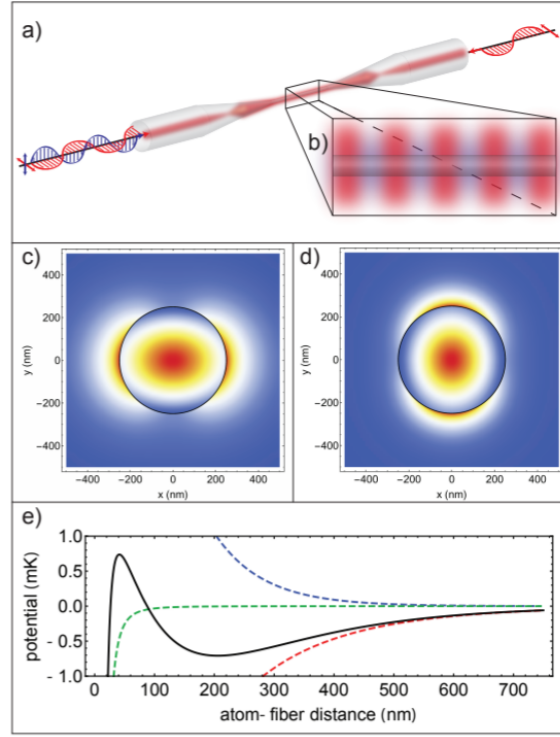 a)
b)
c)
d)
400
200
0
−200
−400
y (nm)
−400 −200 0 200 400
x (nm)
400
200
0
−200
−400
y (nm)
−400 −200 0 200 400
x (nm)
e)
1.0
0.5
0.0
- 0.5
- 1.0
potential (mK)
0 100 200 300 400 500 600 700
atom- fiber distance (nm)